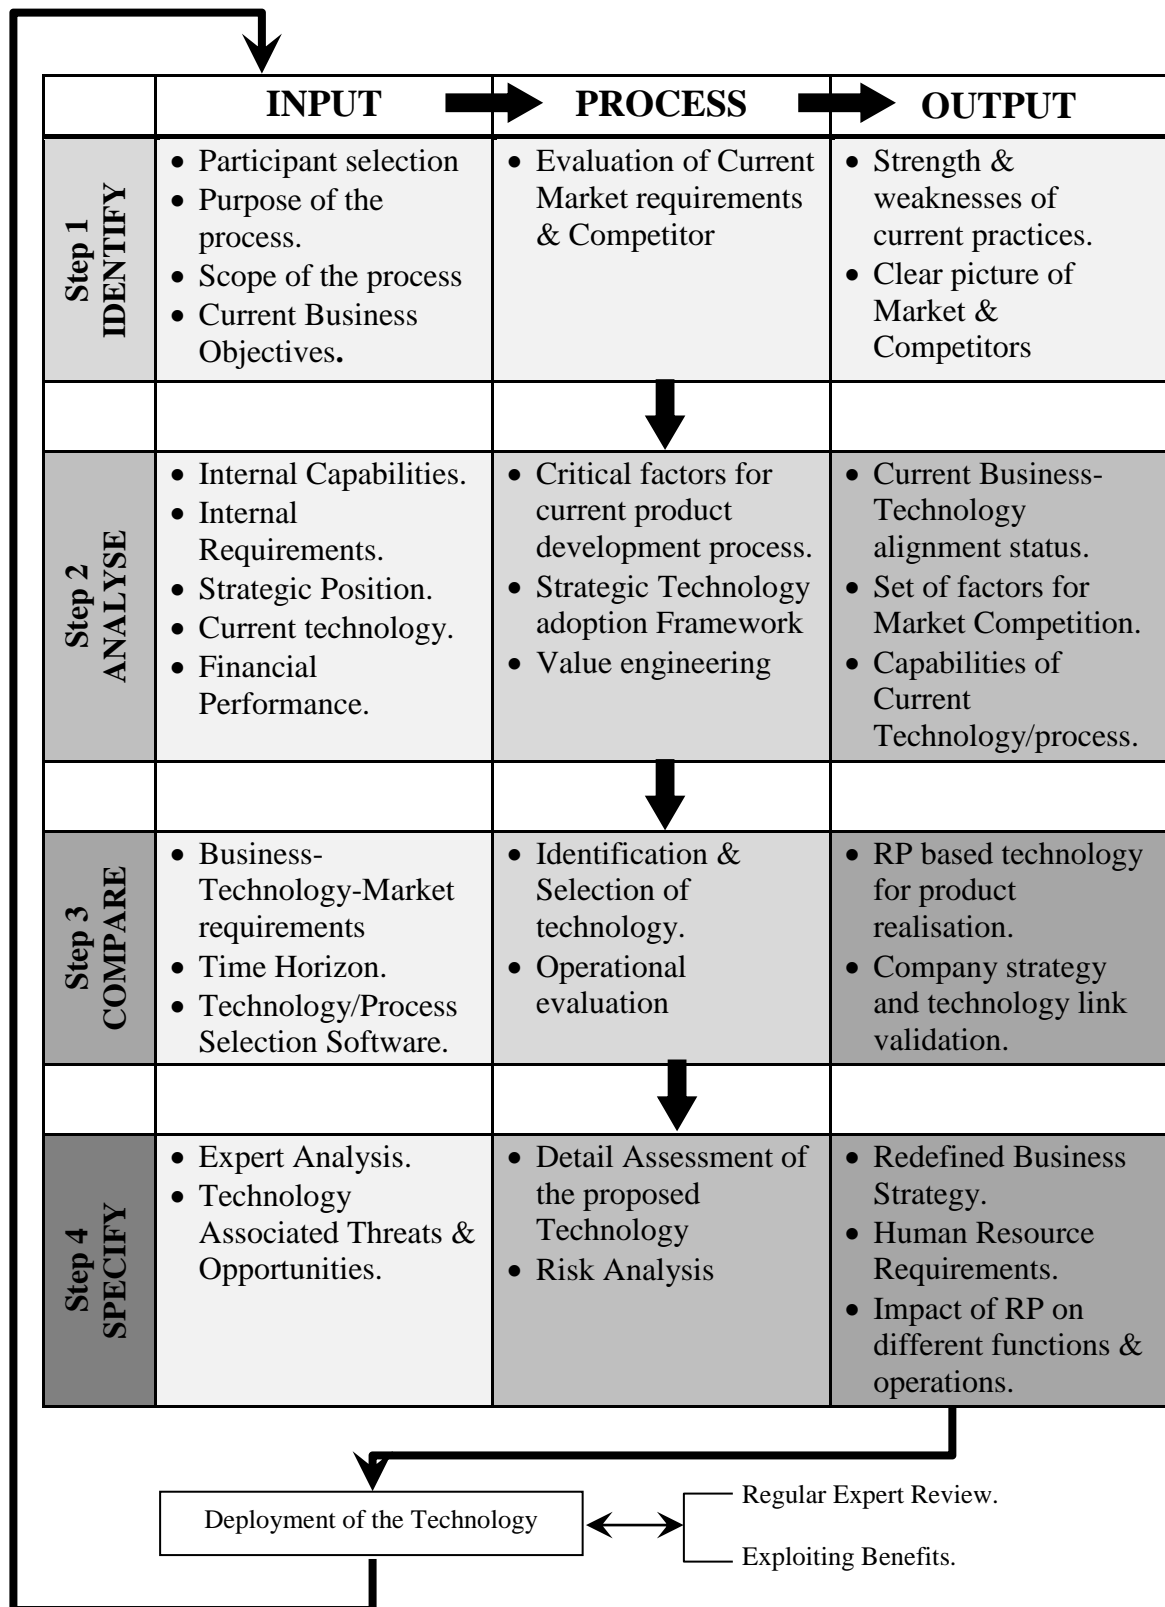 INPUT
PROCESS
OUTPUT
Step 1
IDENTIFY
• Participant selection
• Purpose of the
process.
• Scope of the process
• Current Business
Objectives.
• Evaluation of Current
Market requirements
& Competitor
• Strength &
weaknesses of
current practices.
• Clear picture of
Market &
Competitors
Step 2
ANALYSE
• Internal Capabilities.
• Internal
Requirements.
• Strategic Position.
• Current technology.
• Financial
Performance.
• Critical factors for
current product
development process.
• Strategic Technology
adoption Framework
• Value engineering
• Current Business-
Technology
alignment status.
• Set of factors for
Market Competition.
• Capabilities of
Current
Technology/process.
Step 3
COMPARE
• Business-
Technology-Market
requirements
• Time Horizon.
• Technology/Process
Selection Software.
• Identification &
Selection of
technology.
• Operational
evaluation
• RP based technology
for product
realisation.
• Company strategy
and technology link
validation.
Step 4
SPECIFY
• Expert Analysis.
• Technology
Associated Threats &
Opportunities.
• Detail Assessment of
the proposed
Technology
• Risk Analysis
• Redefined Business
Strategy.
• Human Resource
Requirements.
• Impact of RP on
different functions &
operations.
Deployment of the Technology
Regular Expert Review.
Exploiting Benefits.